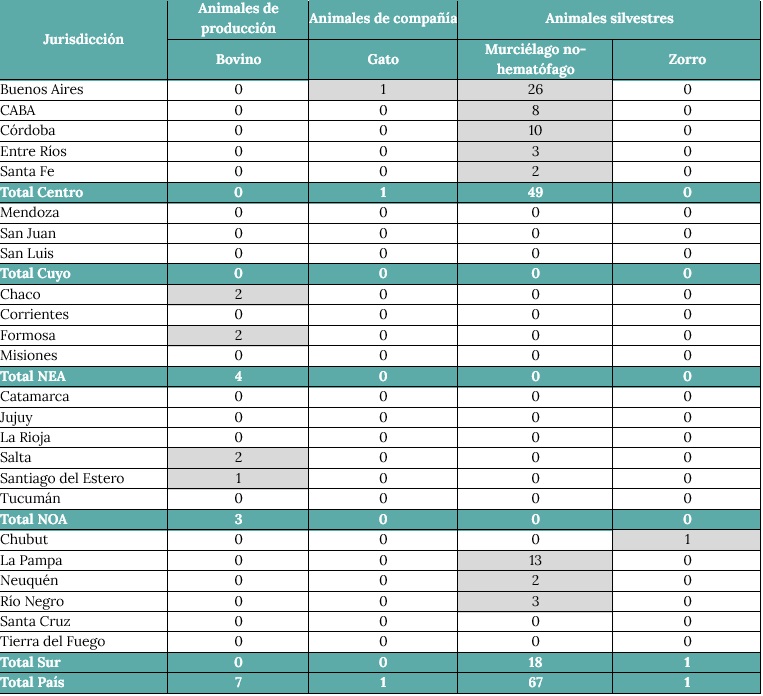 Jurisdicción
Animales de
producción
Animales de compañía
Animales silvestres
Bovino
Gato
Murciélago no-
hematófago
Zorro
Buenos Aires 0 1 26 0
CABA 0 0 8 0
Córdoba 0 0 10 0
Entre Ríos 0 0 3 0
Santa Fe 0 0 2 0
Total Centro 0 1 49 0
Mendoza 0 0 0 0
San Juan 0 0 0 0
San Luis 0 0 0 0
Total Cuyo 0 0 0 0
Chaco 2 0 0 0
Corrientes 0 0 0 0
Formosa 2 0 0 0
Misiones 0 0 0 0
Total NEA 4 0 0 0
Catamarca 0 0 0 0
Jujuy 0 0 0 0
La Rioja 0 0 0 0
Salta 2 0 0 0
Santiago del Estero 1 0 0 0
Tucumán 0 0 0 0
Total NOA 3 0 0 0
Chubut 0 0 0 1
La Pampa 0 0 13 0
Neuquén 0 0 2 0
Río Negro 0 0 3 0
Santa Cruz 0 0 0 0
Tierra del Fuego 0 0 0 0
Total Sur 0 0 18 1
Total País 7 1 67 1